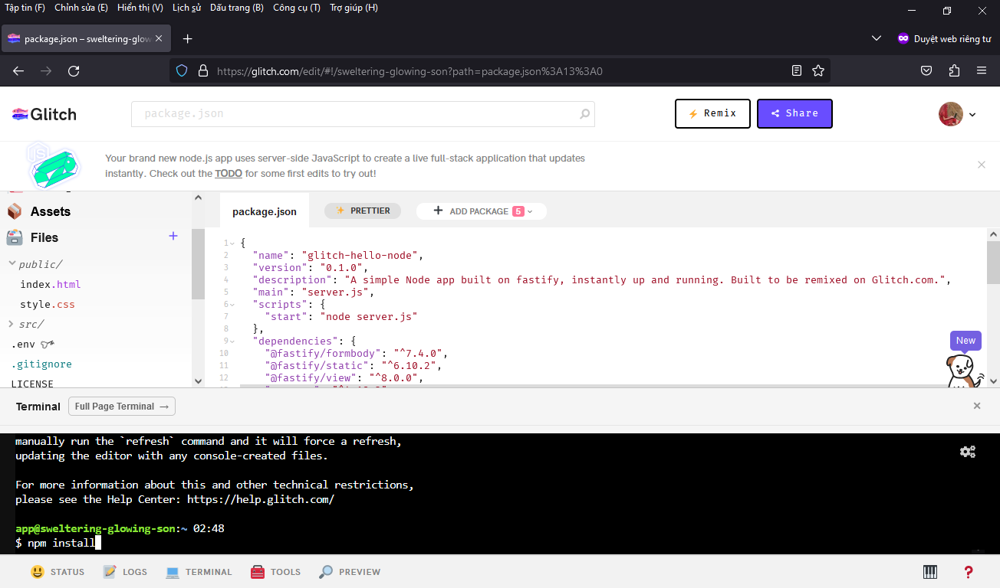 Tập tin (F) Chỉnh sửa (E) Hiển thị (V) Lịch sử Dấu trang (B) Công cụ (T) Trợ giúp (H)
package.json – sweltering-glow
Duyệt web riêng tư
https://glitch.com/edit/#!/sweltering-glowing-son?path=package.json%3A13%3A0
Glitch
package.json
Remix
Share
Your brand new node.js app uses server-side JavaScript to create a live full-stack application that updates
instantly. Check out the TODO for some first edits to try out!
Assets
Files
public/
index.html
style.css
src/
.env
.gitignore
LICENSE
package.json
PRETTIER
ADD PACKAGE 5
1 {
2 "name": "glitch-hello-node",
3 "version": "0.1.0",
4 "description": "A simple Node app built on fastify, instantly up and running. Built to be remixed on Glitch.com.",
5 "main": "server.js",
6 "scripts": {
7 "start": "node server.js"
8 },
9 "dependencies": {
10 "@fastify/formbody": "^7.4.0",
11 "@fastify/static": "^6.10.2",
12 "@fastify/view": "^8.0.0",
New
Terminal
Full Page Terminal →
manually run the `refresh` command and it will force a refresh,
updating the editor with any console-created files.
For more information about this and other technical restrictions,
please see the Help Center: https://help.glitch.com/
app@sweltering-glowing-son:~ 02:48
$ npm install
STATUS
LOGS
TERMINAL
TOOLS
PREVIEW
?